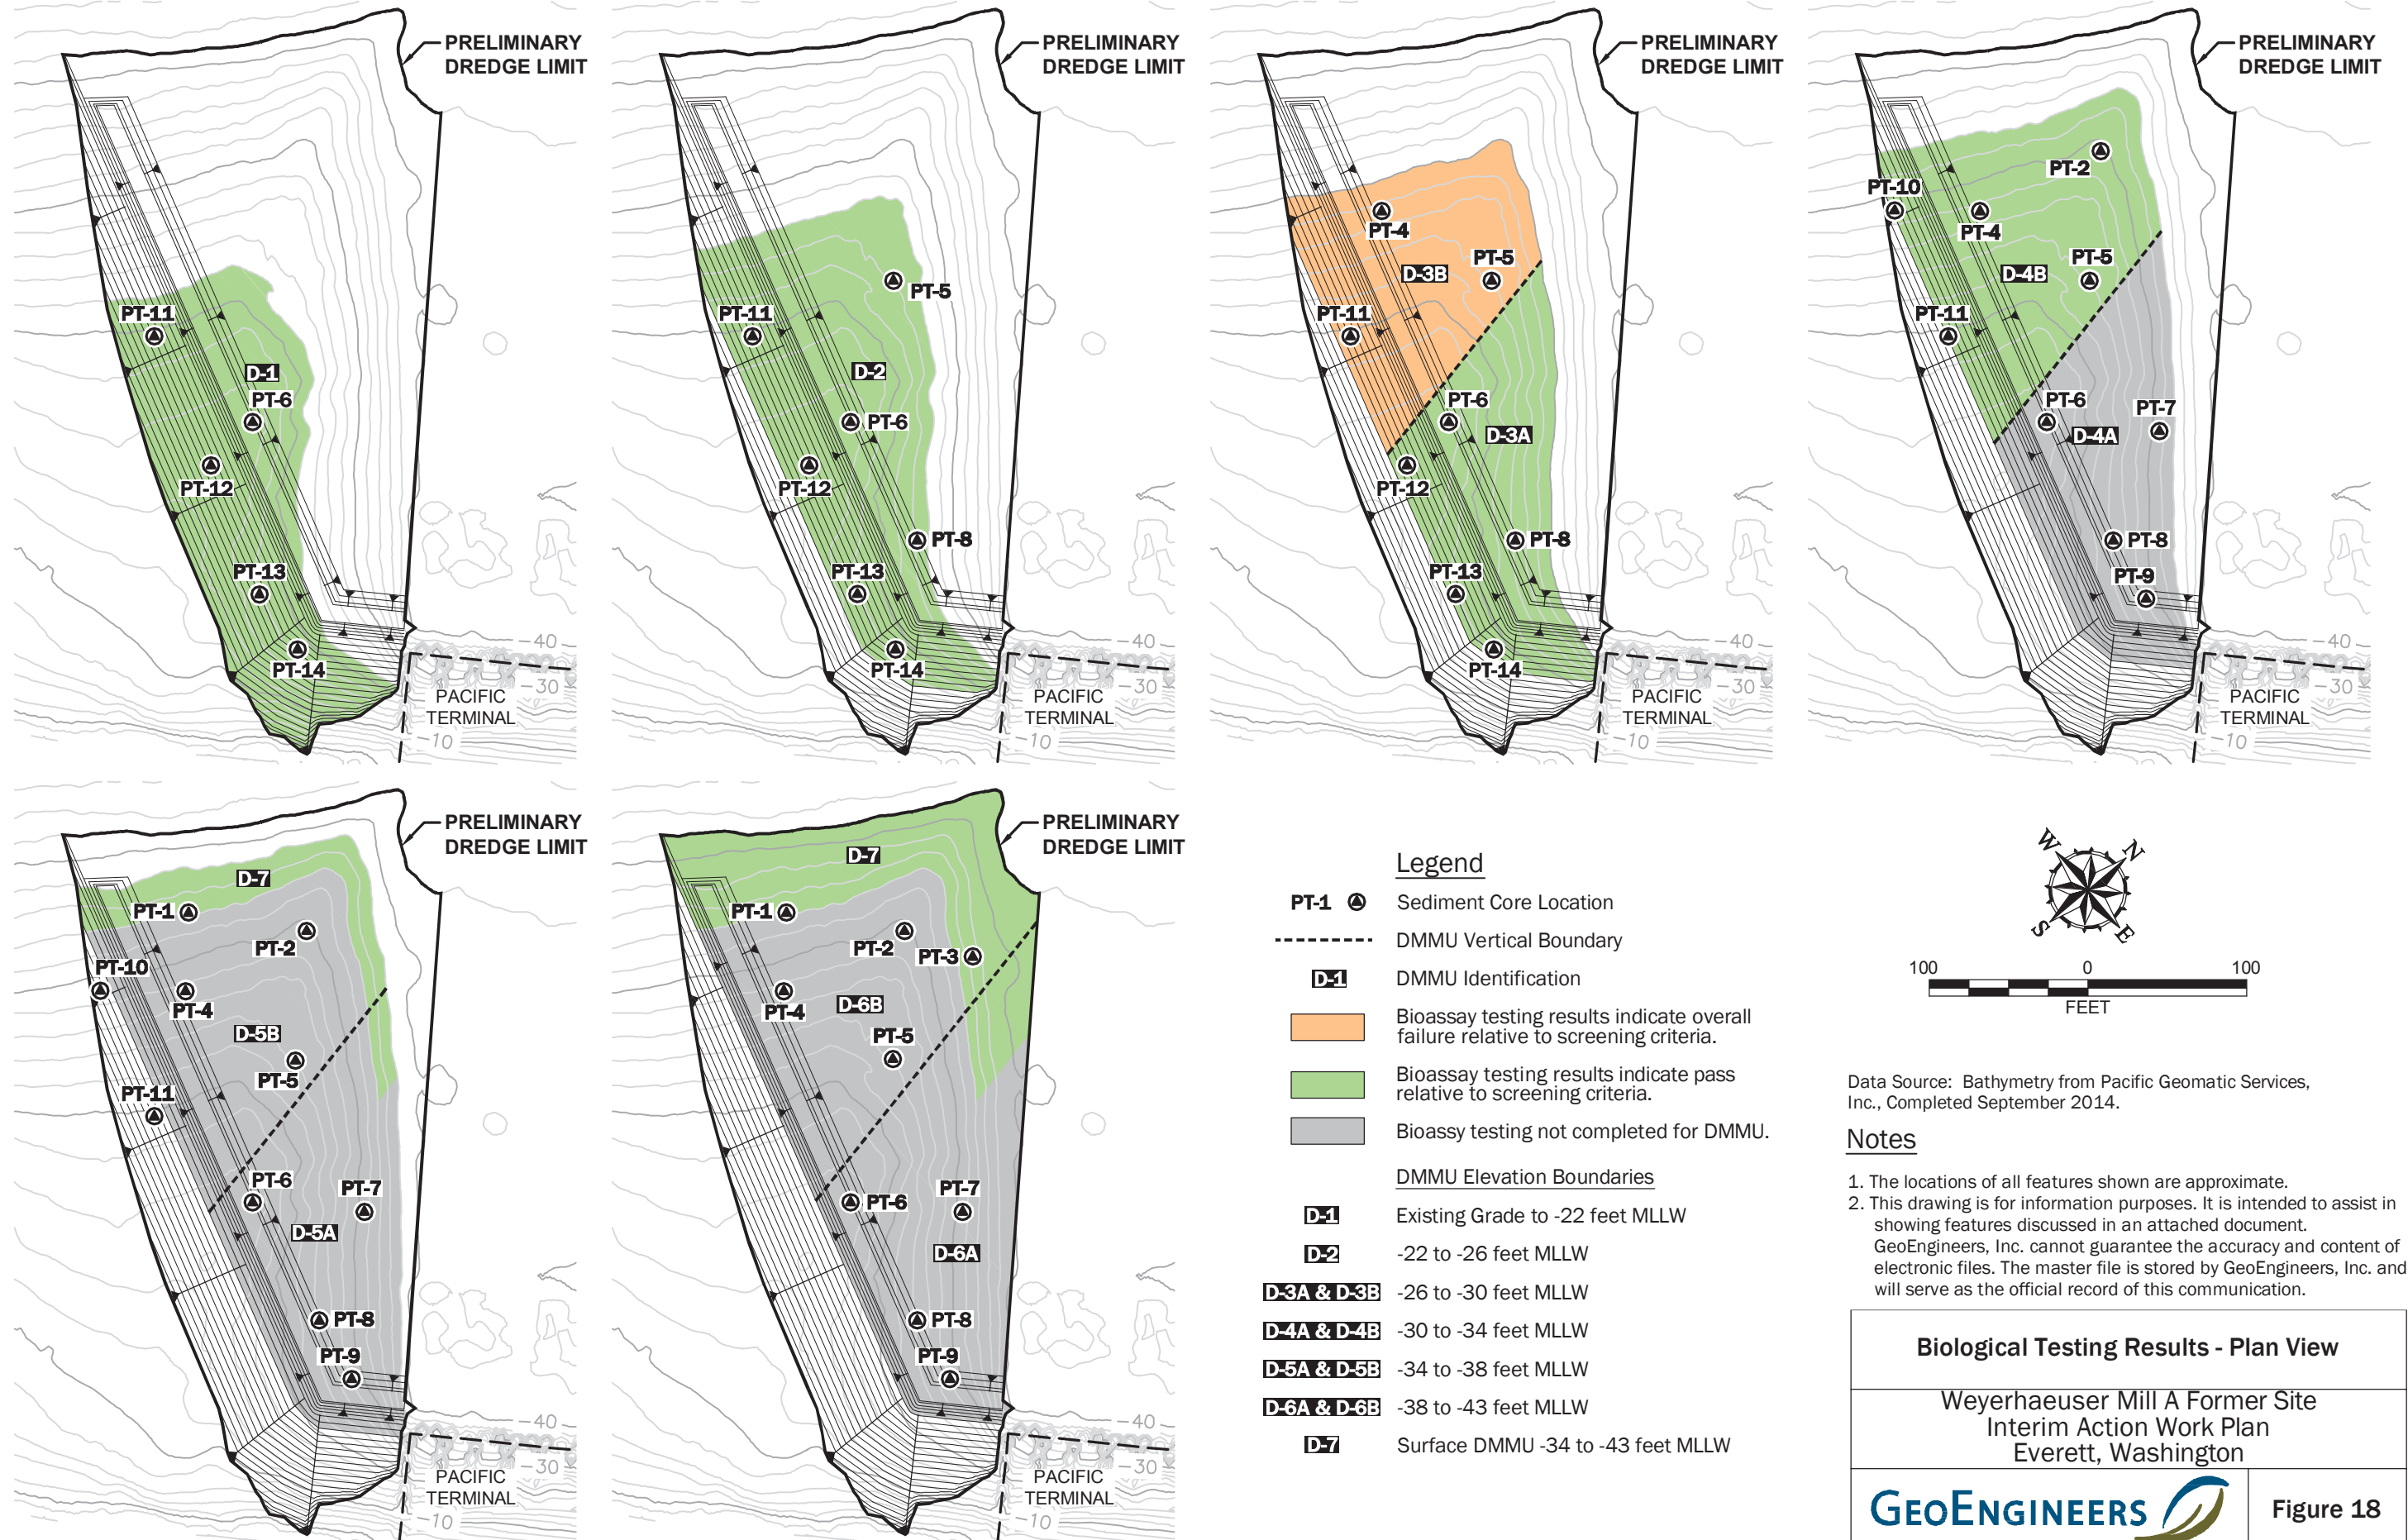 PRELIMINARY
DREDGE LIMIT
PT-11
D-1
PT-6
PT-12
PT-13
PT-14
-40
-30
-10
PACIFIC
TERMINAL
PRELIMINARY
DREDGE LIMIT
PT-5
PT-11
D-2
PT-6
PT-12
PT-8
PT-13
PT-14
-40
-30
-10
PACIFIC
TERMINAL
PRELIMINARY
DREDGE LIMIT
PT-4
PT-5
D-3B
PT-11
PT-6
D-3A
PT-12
PT-8
PT-13
PT-14
-40
-30
-10
PACIFIC
TERMINAL
PRELIMINARY
DREDGE LIMIT
PT-2
PT-10
PT-4
PT-5
D-4B
PT-11
PT-6
PT-7
D-4A
PT-8
PT-9
-40
-30
-10
PACIFIC
TERMINAL
PRELIMINARY
DREDGE LIMIT
D-7
PT-1
PT-2
PT-10
PT-4
D-5B
PT-5
PT-11
PT-6
PT-7
D-5A
PT-8
PT-9
-40
-30
-10
PACIFIC
TERMINAL
PRELIMINARY
DREDGE LIMIT
D-7
PT-1
PT-2
PT-3
PT-4
D-6B
PT-5
PT-6
PT-7
D-6A
PT-8
PT-9
-40
-30
-10
PACIFIC
TERMINAL
Legend
PT-1 Sediment Core Location
DMMU Vertical Boundary
D-1 DMMU Identification
Bioassay testing results indicate overall
failure relative to screening criteria.
Bioassay testing results indicate pass
relative to screening criteria.
Bioassy testing not completed for DMMU.
DMMU Elevation Boundaries
D-1 Existing Grade to -22 feet MLLW
D-2 -22 to -26 feet MLLW
D-3A & D-3B -26 to -30 feet MLLW
D-4A & D-4B -30 to -34 feet MLLW
D-5A & D-5B -34 to -38 feet MLLW
D-6A & D-6B -38 to -43 feet MLLW
D-7 Surface DMMU -34 to -43 feet MLLW
W N
S E
100 0 100
FEET
Data Source: Bathymetry from Pacific Geomatic Services,
Inc., Completed September 2014.
Notes
1. The locations of all features shown are approximate.
2. This drawing is for information purposes. It is intended to assist in
showing features discussed in an attached document.
GeoEngineers, Inc. cannot guarantee the accuracy and content of
electronic files. The master file is stored by GeoEngineers, Inc. and
will serve as the official record of this communication.
Biological Testing Results - Plan View
Weyerhaeuser Mill A Former Site
Interim Action Work Plan
Everett, Washington
GEOENGINEERS
Figure 18